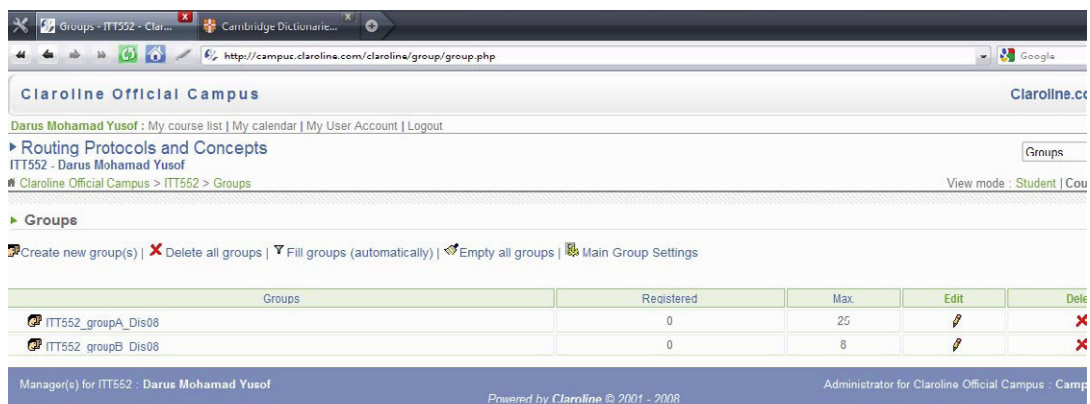 Groups - ITT552 - Clar... Cambridge Dictionarie...
http://campus.claroline.com/claroline/group/group.php Google
Claroline Official Campus Claroline.co
Darus Mohamad Yusof : My course list | My calendar | My User Account | Logout
Routing Protocols and Concepts Groups
ITT552 - Darus Mohamad Yusof
Claroline Official Campus > ITT552 > Groups View mode : Student | Cou
Groups
Create new group(s) | Delete all groups | Fill groups (automatically) | Empty all groups | Main Group Settings
Groups Registered Max. Edit Dele
ITT552_groupA_Dis08 0 25
ITT552_groupB_Dis08 0 8
Manager(s) for ITT552 : Darus Mohamad Yusof Administrator for Claroline Official Campus : Camp
Powered by Claroline © 2001 - 2008